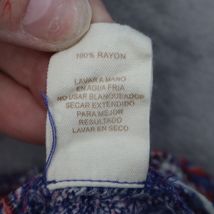 100% RAYON
LAVAR A MANO
EN AGUA FRIA
NO USAR BLANQUEADOR
SECAR EXTENDIDO
PARA MEJOR
RESULTADO
LAVAR EN SECO